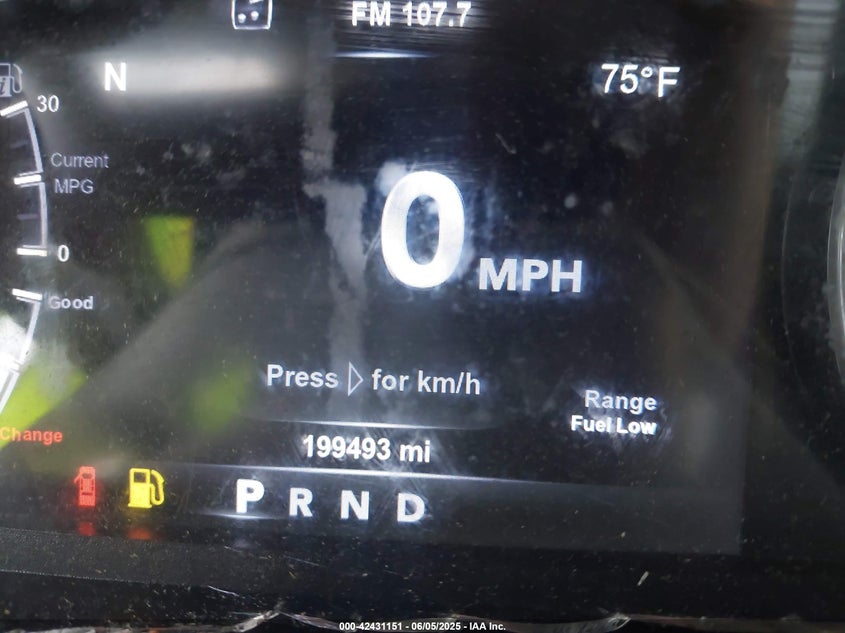 FM 107.7
N
75°F
30
Current
MPG
0
0 MPH
Good
Press ▷ for km/h
Range
Fuel Low
Change
199493 mi
P R N D
000-42431151 - 06/05/2025 - IAA Inc.